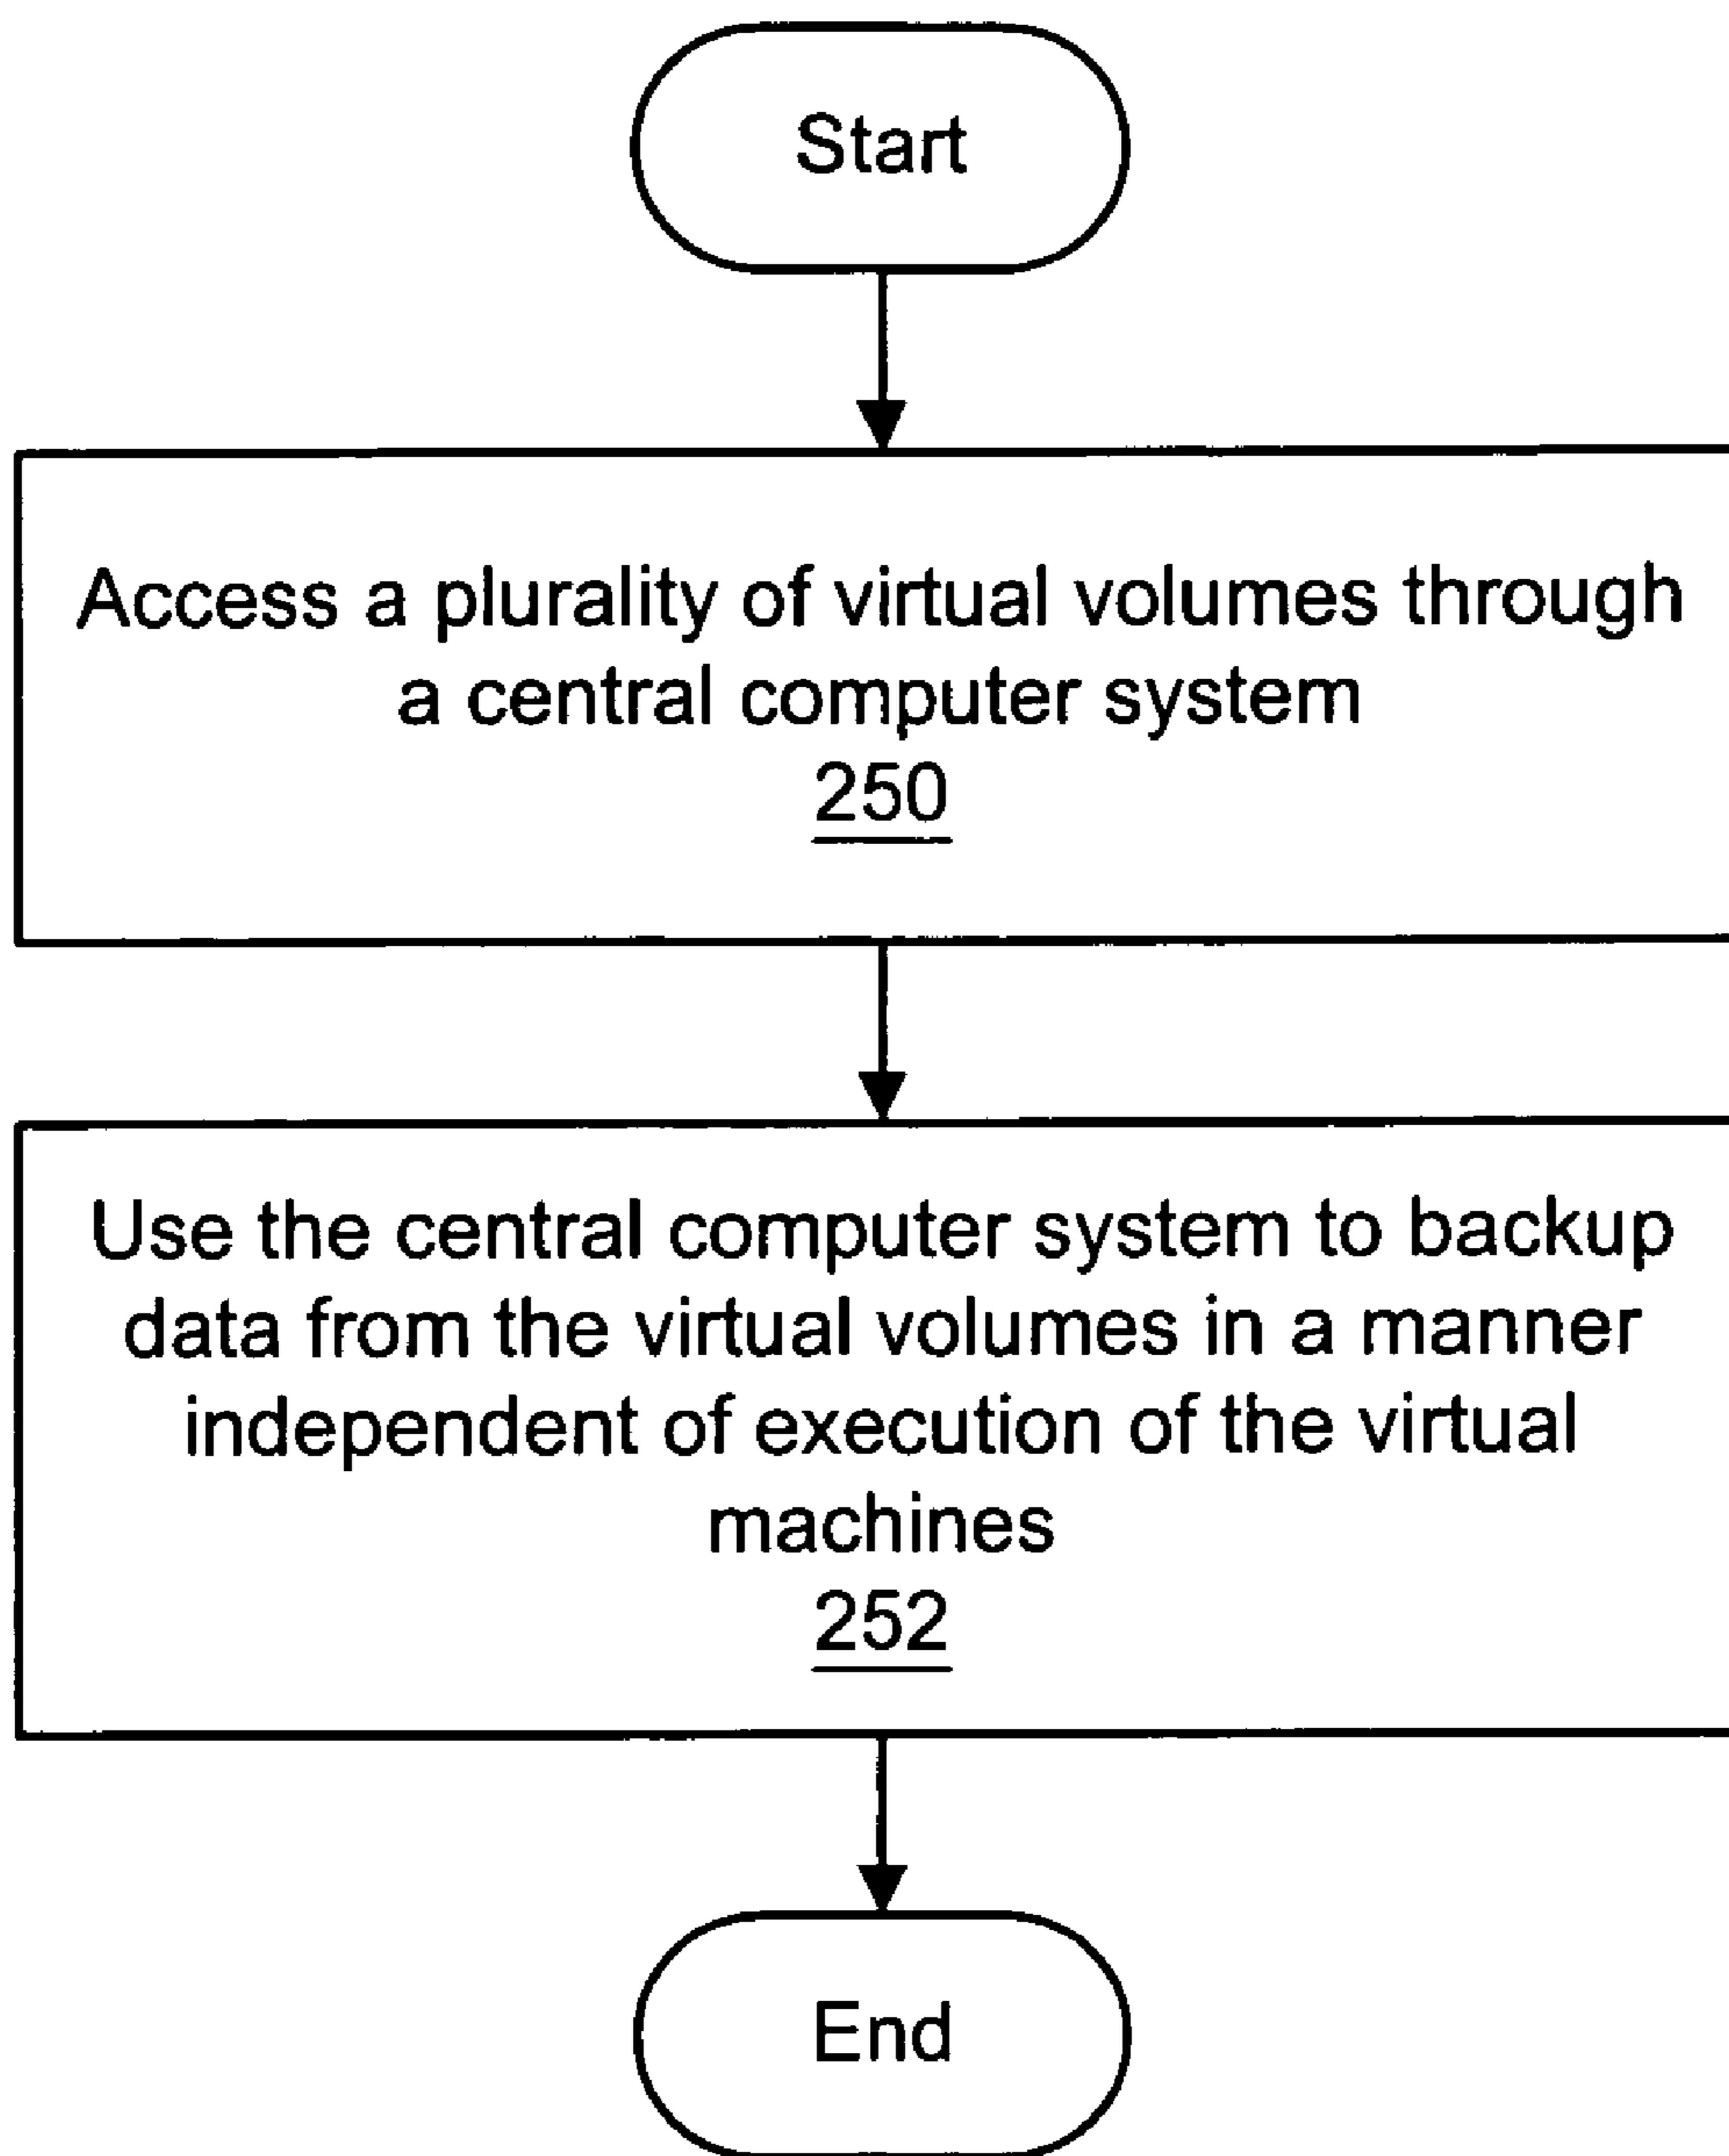 Start
Access a plurality of virtual volumes through
a central computer system
250
Use the central computer system to backup
data from the virtual volumes in a manner
independent of execution of the virtual
machines
252
End